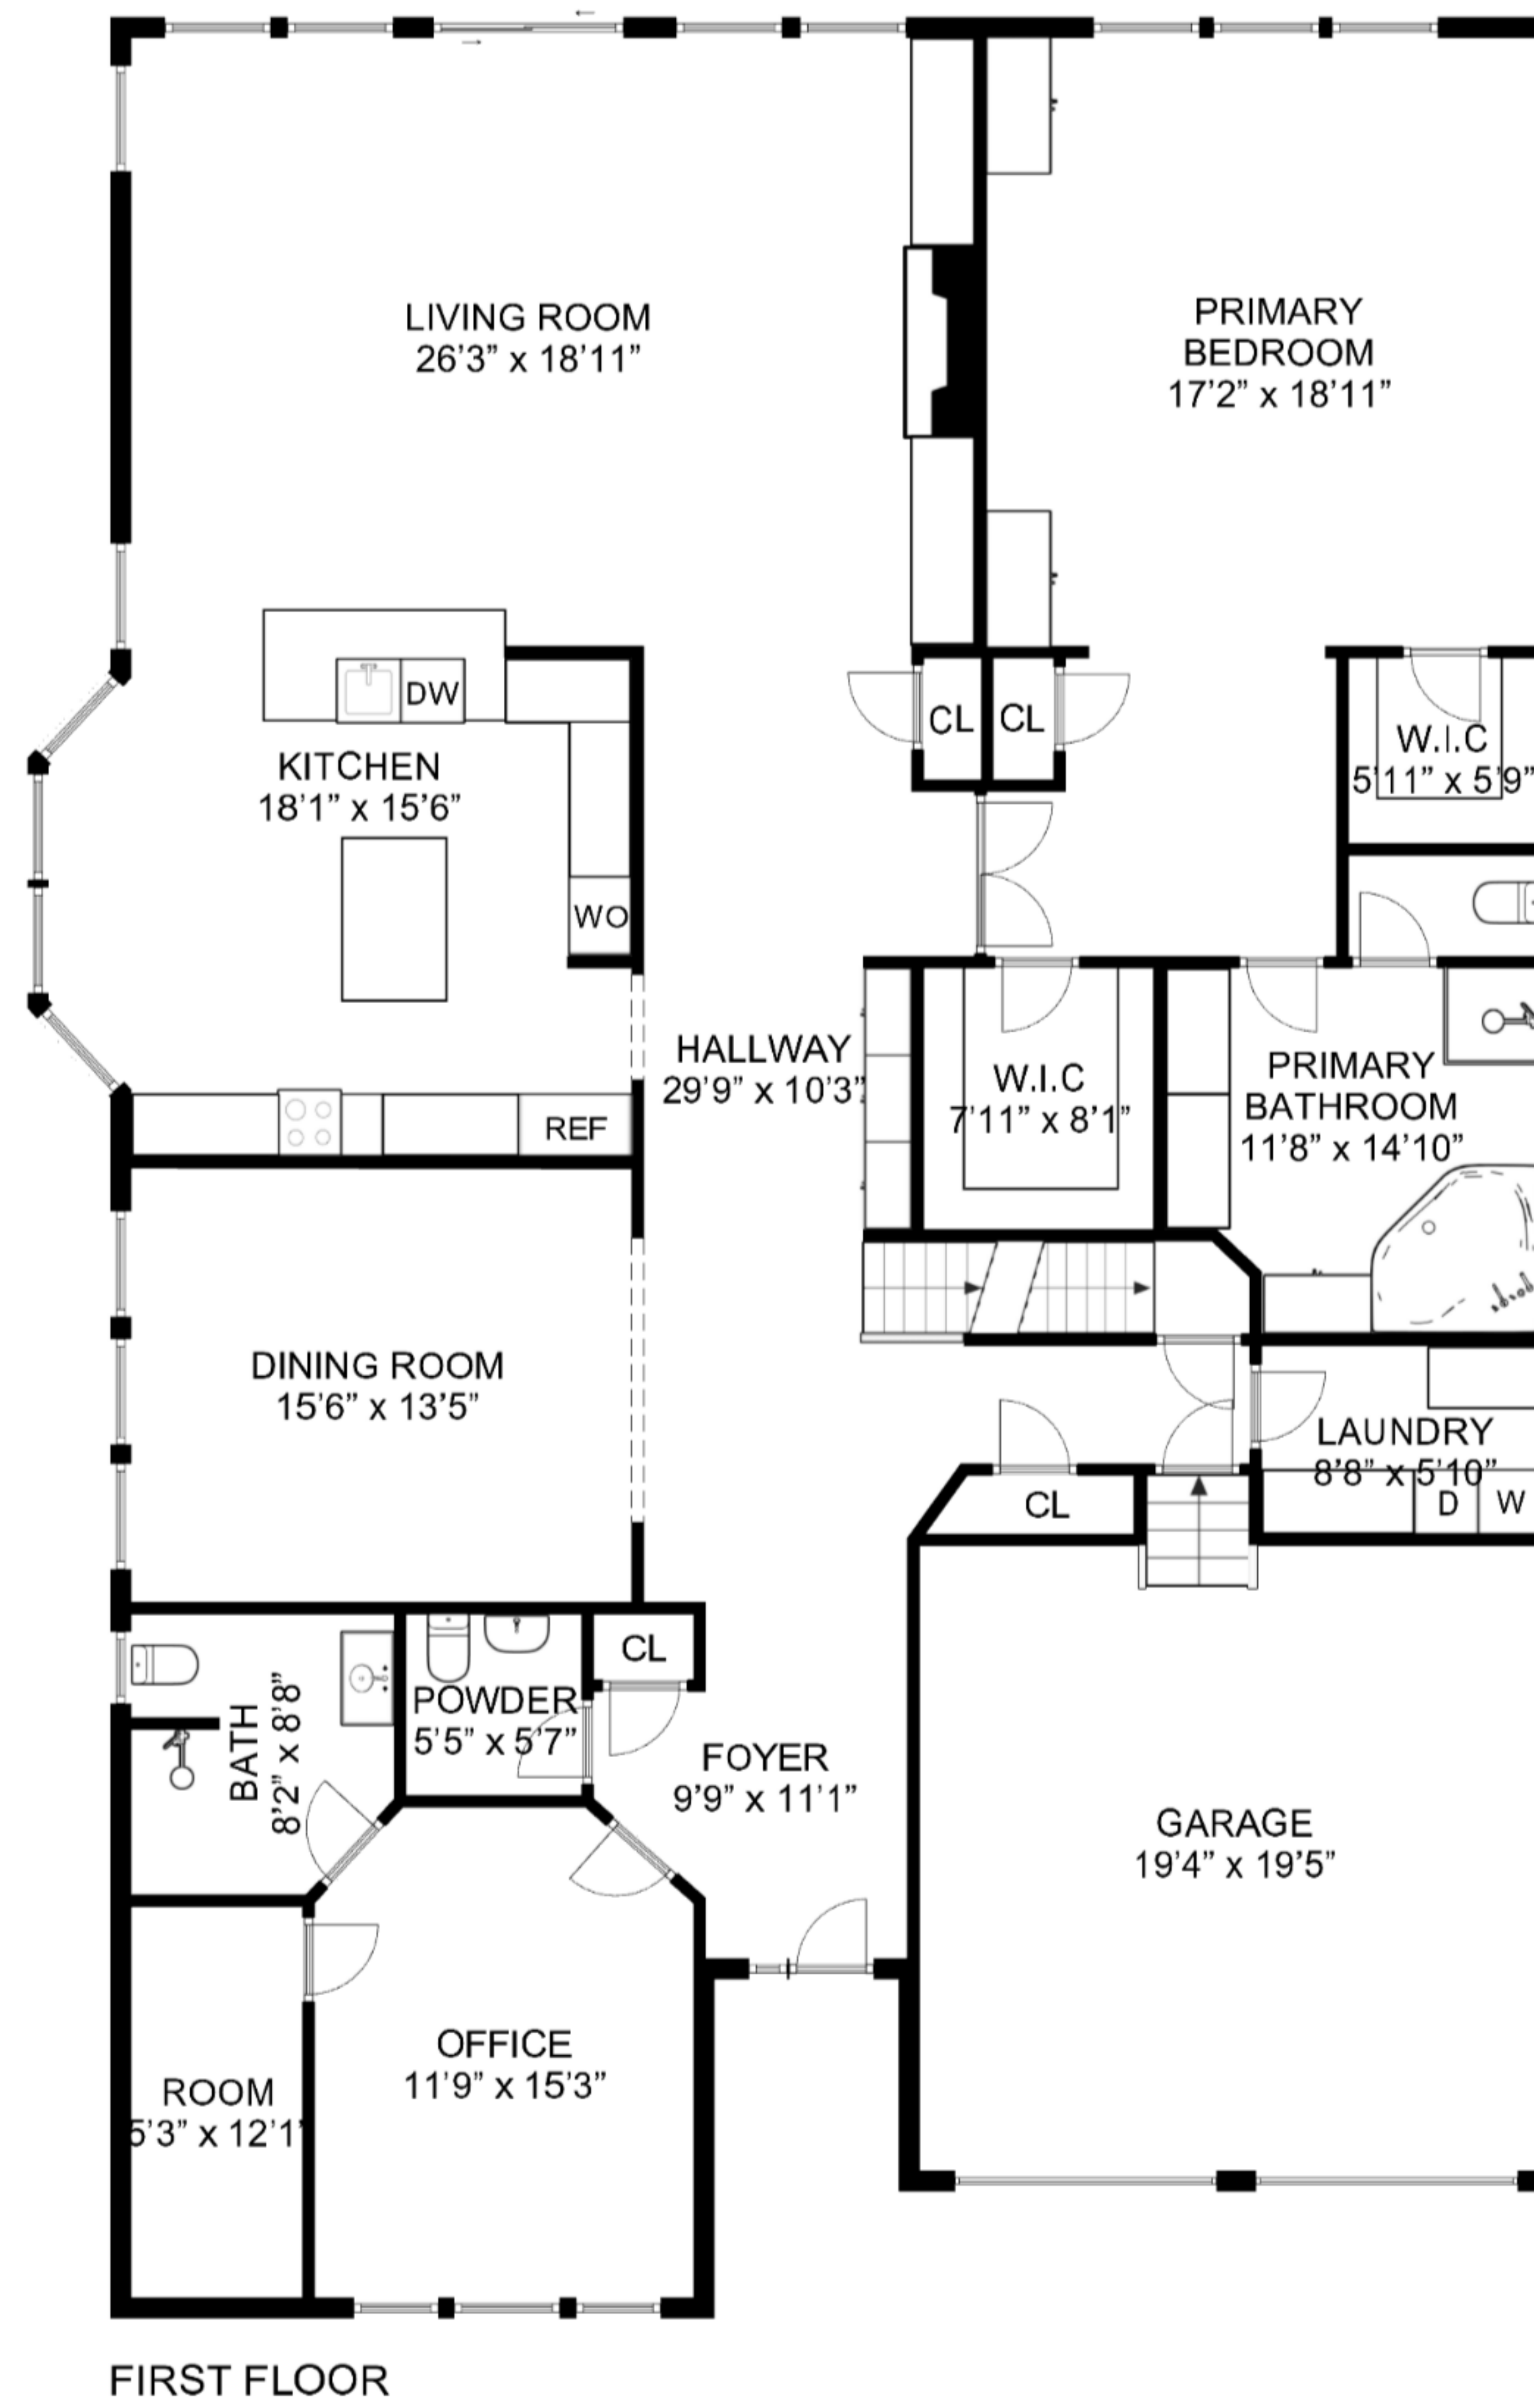 LIVING ROOM
26'3” x 18'11”
PRIMARY
BEDROOM
17'2” x 18'11”
DW
CL
CL
W.I.C
5'11” x 5'9”
KITCHEN
18'1” x 15'6”
WO
HALLWAY
29'9” x 10'3”
W.I.C
7'11” x 8'1”
PRIMARY
BATHROOM
11'8” x 14'10”
REF
DINING ROOM
15'6” x 13'5”
LAUNDRY
8'8” x 5'10”
CL
D
W
CL
BATH
8'2” x 8'8”
POWDER
5'5” x 5'7”
FOYER
9'9” x 11'1”
GARAGE
19'4” x 19'5”
OFFICE
11'9” x 15'3”
ROOM
5'3” x 12'1”
FIRST FLOOR